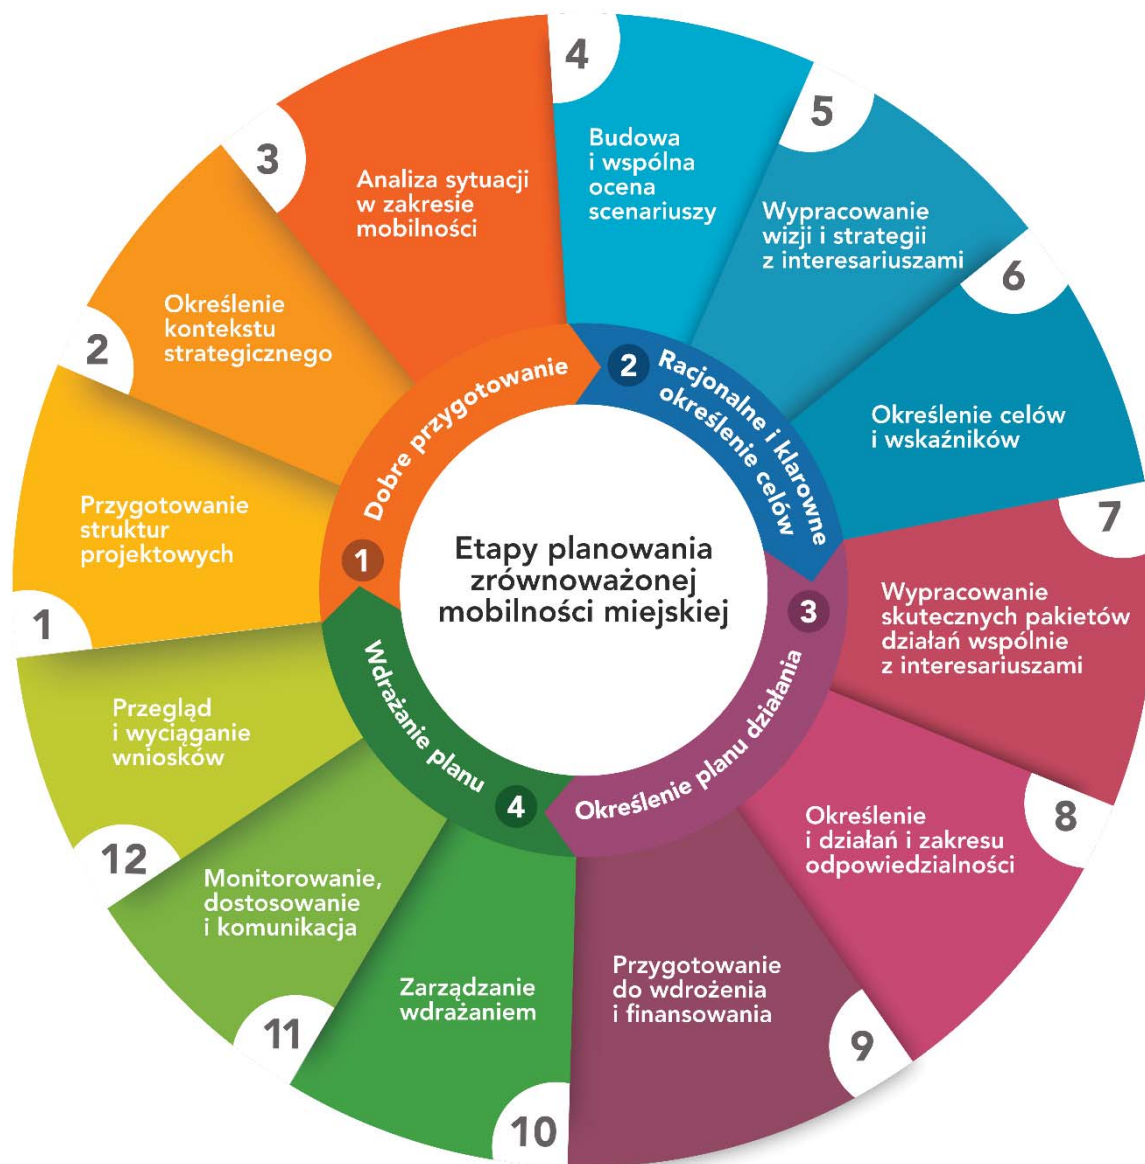 Etapy planowania
zrównoważonej
mobilności miejskiej
1
Dobre przygotowanie
2
Racjonalne i klarowne
określenie celów
3
Określenie planu działania
4
Wdrażanie planu
1
Przygotowanie
struktur
projektowych
2
Określenie
kontekstu
strategicznego
3
Analiza sytuacji
w zakresie
mobilności
4
Budowa
i wspólna
ocena
scenariuszy
5
Wypracowanie
wizji i strategii
z interesariuszami
6
Określenie celów
i wskaźników
7
Wypracowanie
skutecznych pakietów
działań wspólnie
z interesariuszami
8
Określenie
i działań i zakresu
odpowiedzialności
9
Przygotowanie
do wdrożenia
i finansowania
10
Zarządzanie
wdrażaniem
11
Monitorowanie,
dostosowanie
i komunikacja
12
Przegląd
i wyciąganie
wniosków